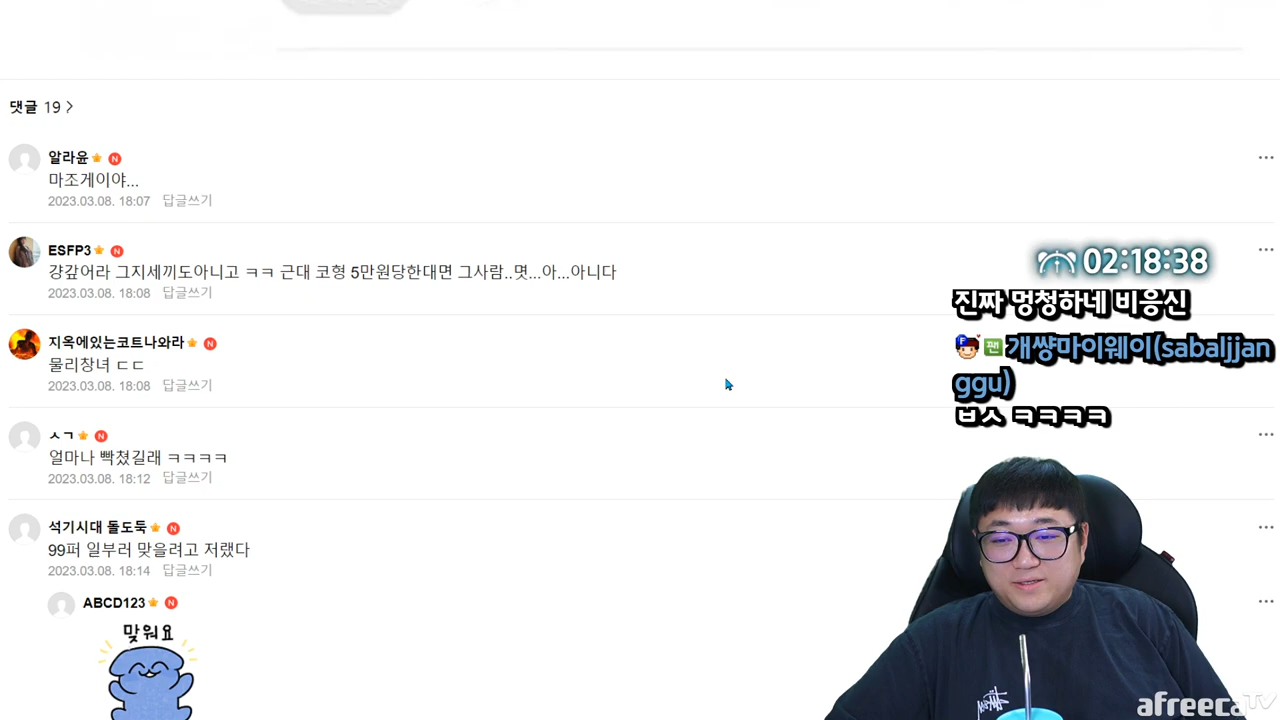 댓글 19 >
알라윤
마조게이야...
2023.03.08. 18:07 답글쓰기
ESFP3
걍갚어라 그지세끼도아니고 ㅋㅋ 근대 코형 5만원당한대면 그사람..몃...아...아니다
2023.03.08. 18:08 답글쓰기
지옥에있는코트나와라
물리창녀 ㄷㄷ
2023.03.08. 18:08 답글쓰기
ㅅㄱ
얼마나 빡쳤길래 ㅋㅋㅋㅋ
2023.03.08. 18:12 답글쓰기
석기시대 돌도둑
99퍼 일부러 맞을려고 저랬다
2023.03.08. 18:14 답글쓰기
ABCD123
맞워요
02:18:38
진짜 멍청하네 비응신
F 팬 개썅마이웨이(sabaljjan
ggu)
ㅂㅅ ㅋㅋㅋㅋ
afreecaTV